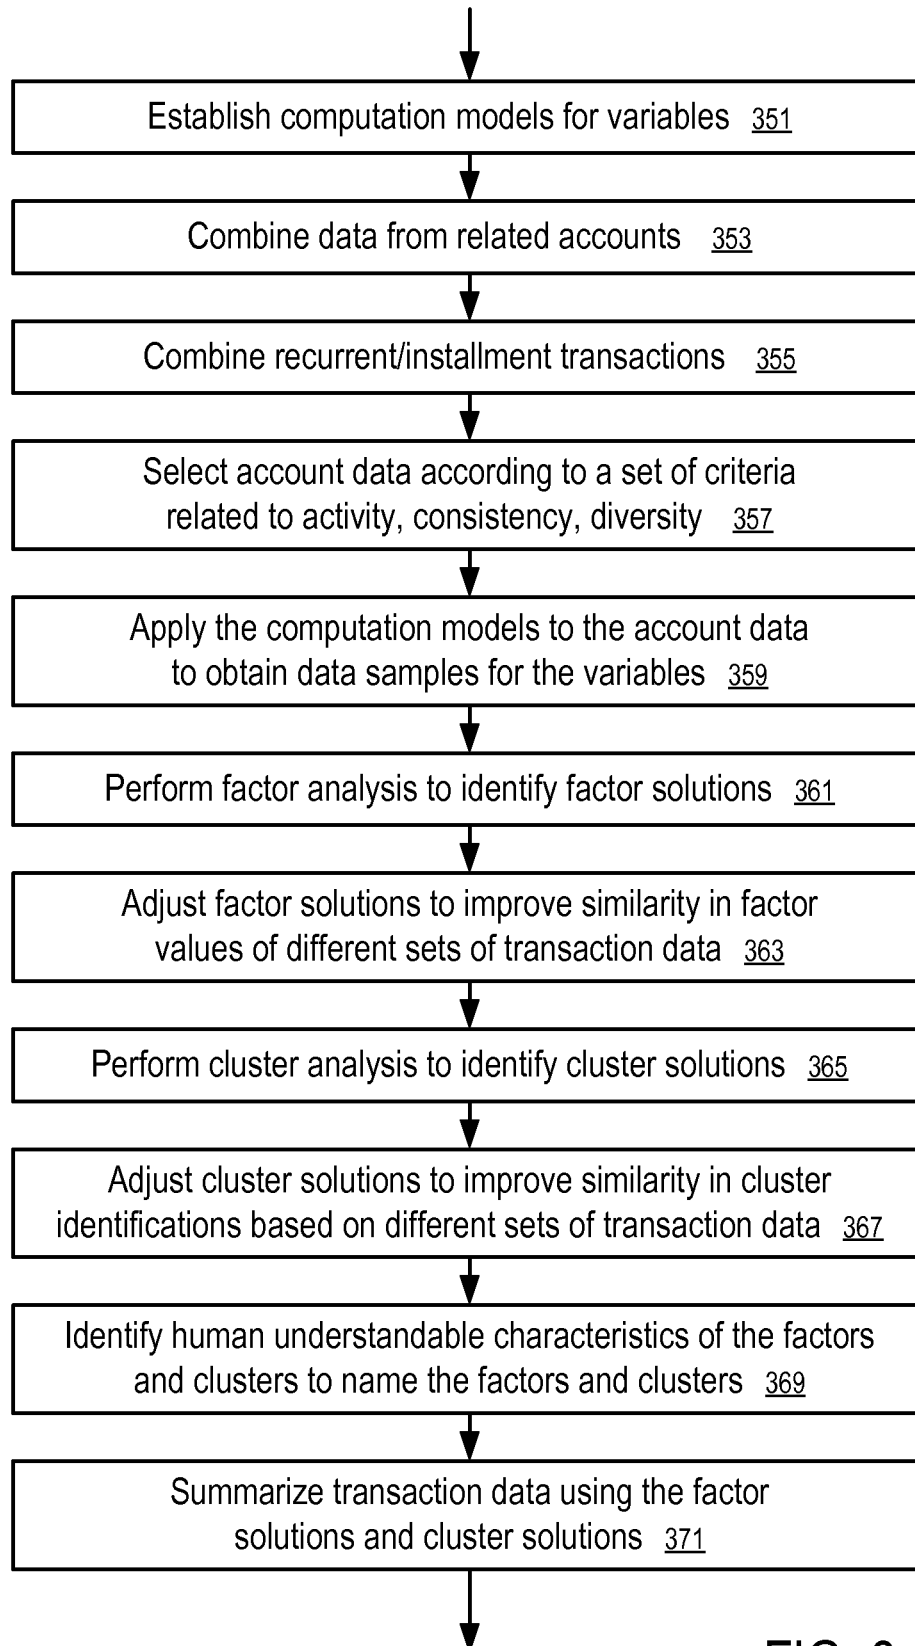 Establish computation models for variables 351
Combine data from related accounts 353
Combine recurrent/installment transactions 355
Select account data according to a set of criteria
related to activity, consistency, diversity 357
Apply the computation models to the account data
to obtain data samples for the variables 359
Perform factor analysis to identify factor solutions 361
Adjust factor solutions to improve similarity in factor
values of different sets of transaction data 363
Perform cluster analysis to identify cluster solutions 365
Adjust cluster solutions to improve similarity in cluster
identifications based on different sets of transaction data 367
Identify human understandable characteristics of the factors
and clusters to name the factors and clusters 369
Summarize transaction data using the factor
solutions and cluster solutions 371
FIG.